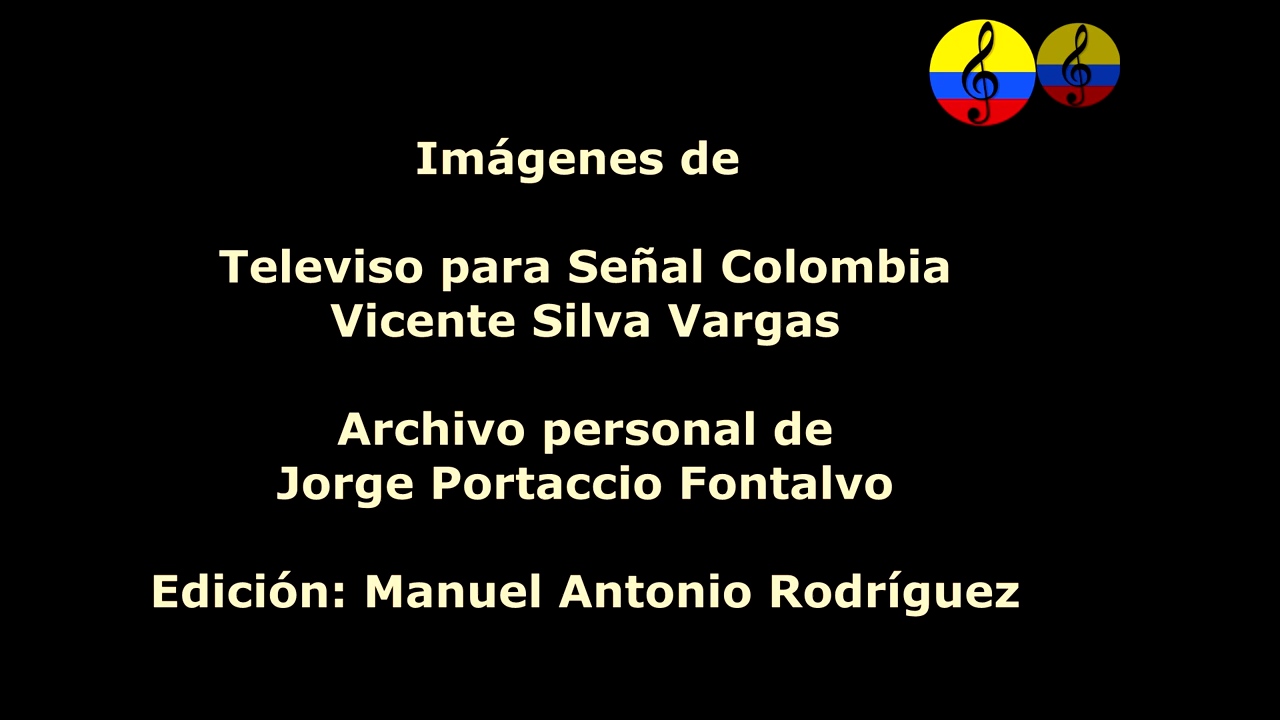 Imágenes de
Televiso para Señal Colombia
Vicente Silva Vargas
Archivo personal de
Jorge Portaccio Fontalvo
Edición: Manuel Antonio Rodríguez